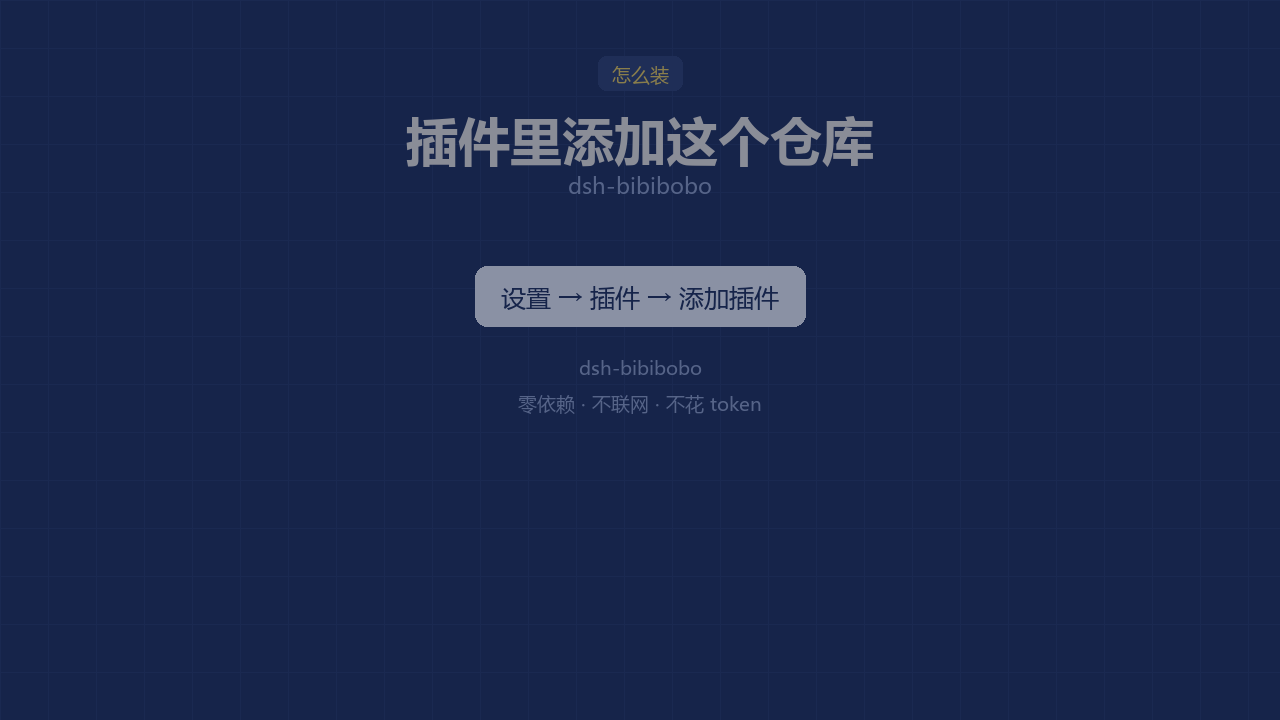 怎么装
插件里添加这个仓库
dsh-bibibobo
设置 → 插件 → 添加插件
dsh-bibibobo
零依赖 · 不联网 · 不花 token